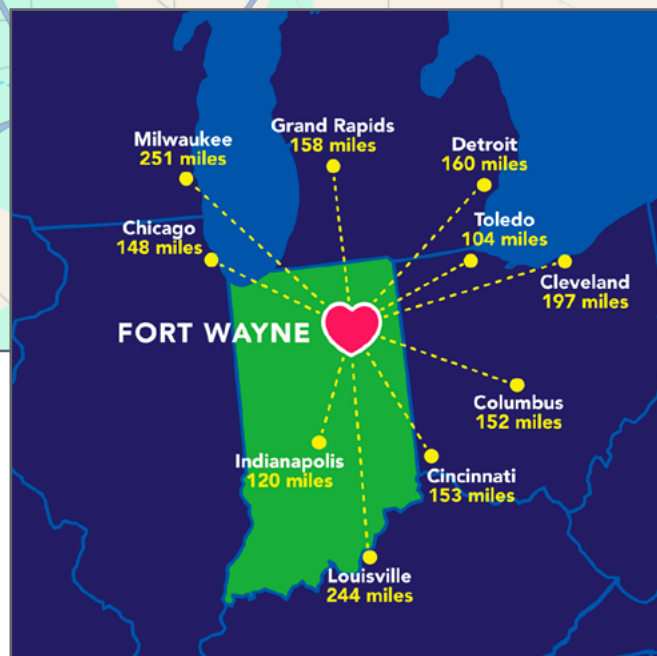 Grand Rapids
158 miles
Milwaukee
251 miles
Detroit
160 miles
Chicago
148 miles
Toledo
104 miles
Cleveland
197 miles
FORT WAYNE
Columbus
152 miles
Indianapolis
120 miles
Cincinnati
153 miles
Louisville
244 miles